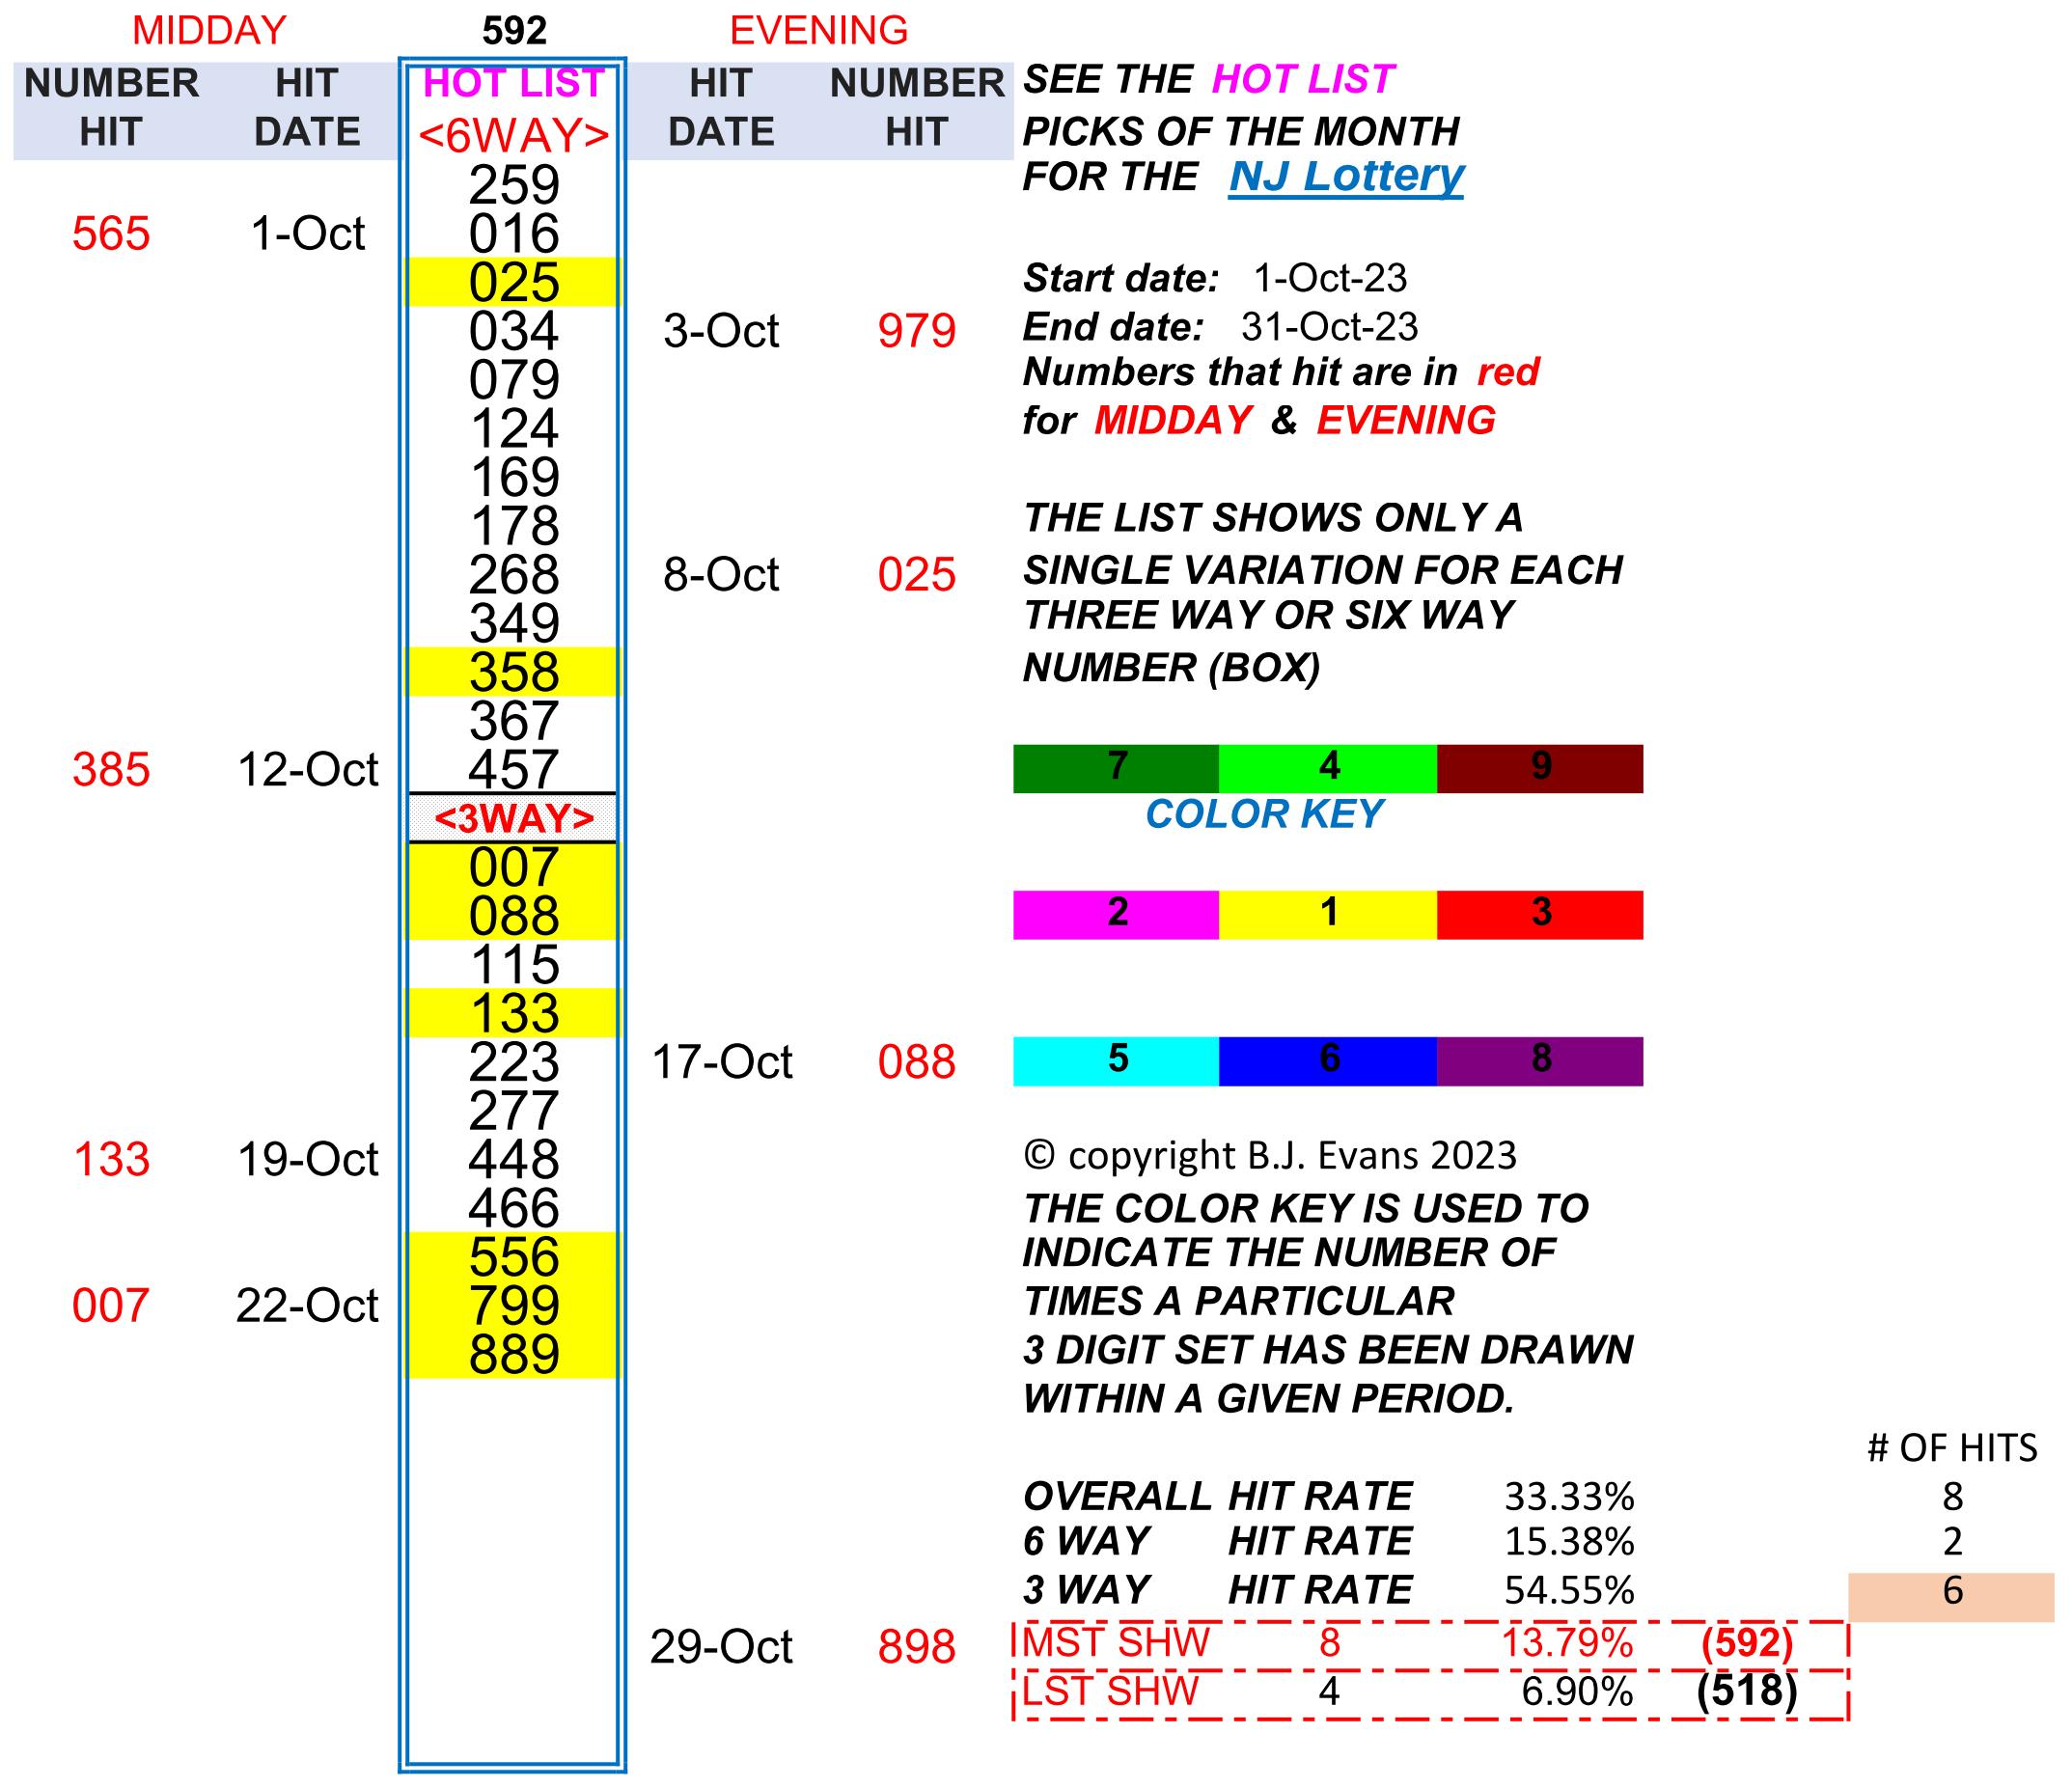 MIDDAY 592 EVENING
NUMBER HIT HOT LIST HIT NUMBER SEE THE HOT LIST
HIT DATE <6WAY> DATE HIT PICKS OF THE MONTH
259 FOR THE NJ Lottery
565 1-Oct 016
025 Start date: 1-Oct-23
034 3-Oct 979 End date: 31-Oct-23
079 Numbers that hit are in red
124 for MIDDAY & EVENING
169
178 THE LIST SHOWS ONLY A
268 8-Oct 025 SINGLE VARIATION FOR EACH
349 THREE WAY OR SIX WAY
358 NUMBER (BOX)
367
385 12-Oct 457 7 4 9
<3WAY> COLOR KEY
007
088 2 1 3
115
133
223 17-Oct 088 5 6 8
277
133 19-Oct 448 © copyright B.J. Evans 2023
466 THE COLOR KEY IS USED TO
556 INDICATE THE NUMBER OF
007 22-Oct 799 TIMES A PARTICULAR
889 3 DIGIT SET HAS BEEN DRAWN
WITHIN A GIVEN PERIOD.
# OF HITS
OVERALL HIT RATE 33.33% 8
6 WAY HIT RATE 15.38% 2
3 WAY HIT RATE 54.55% 6
29-Oct 898 MST SHW 8 13.79% (592)
LST SHW 4 6.90% (518)